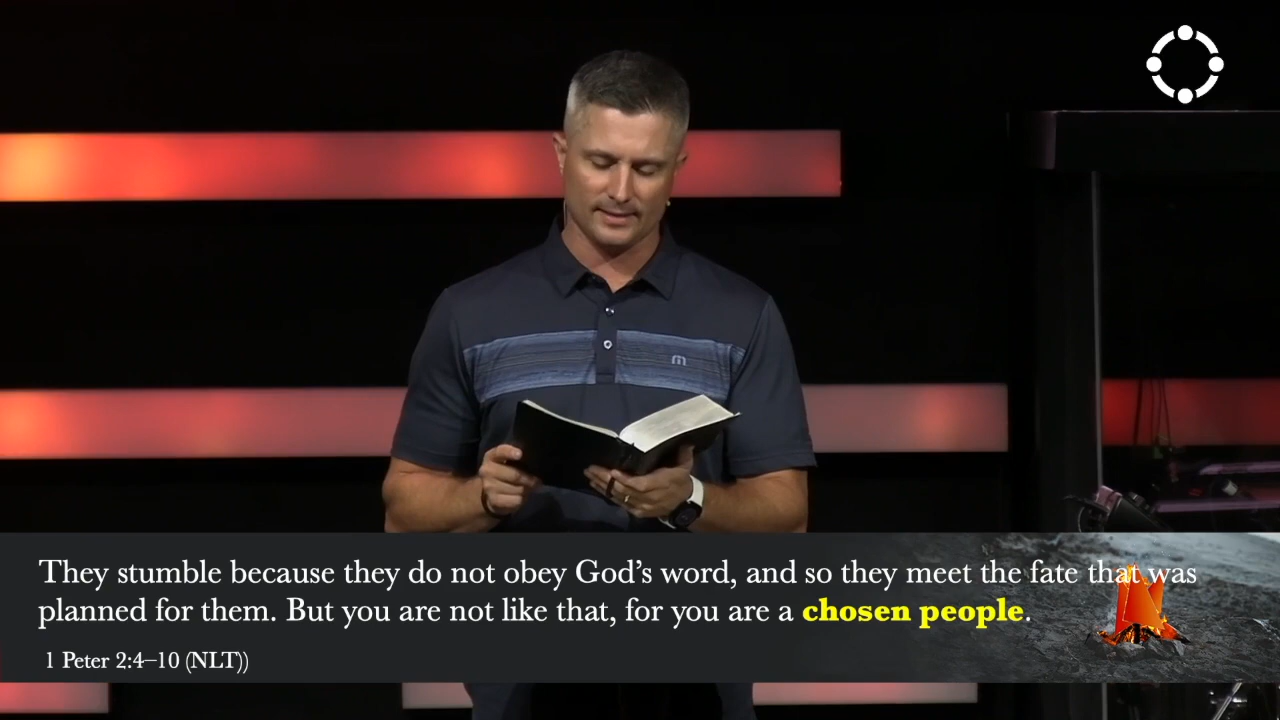 They stumble because they do not obey God’s word, and so they meet the fate that was
planned for them. But you are not like that, for you are a chosen people.
1 Peter 2:4–10 (NLT))